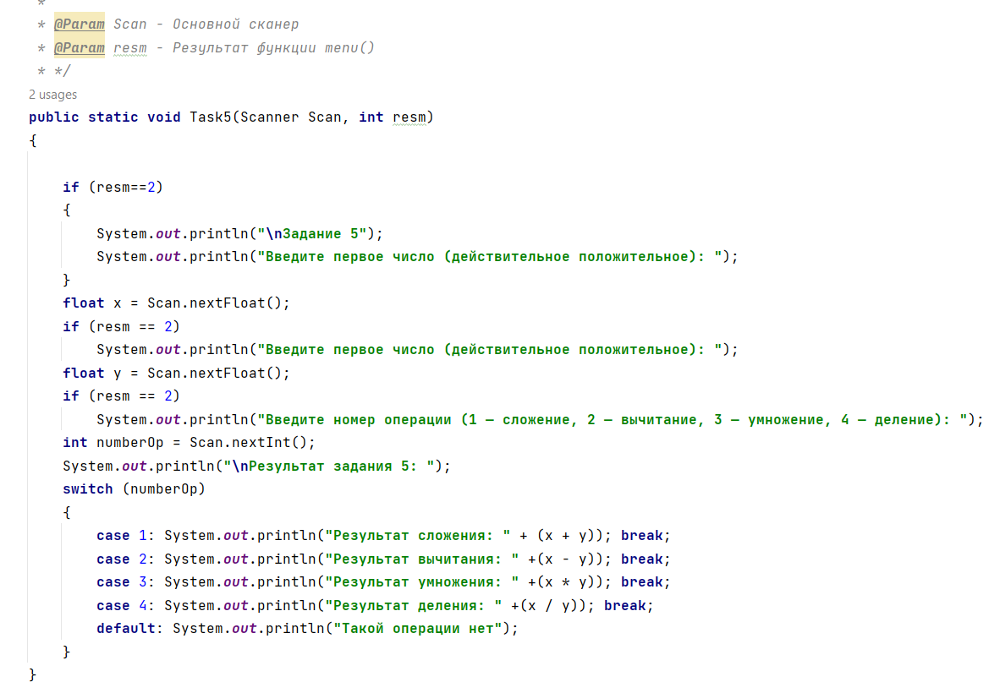 *
* @Param Scan - Основной сканер
* @Param resm - Результат функции menu()
* */
2 usages
public static void Task5(Scanner Scan, int resm)
{
if (resm==2)
{
System.out.println("\nЗадание 5");
System.out.println("Введите первое число (действительное положительное): ");
}
float x = Scan.nextFloat();
if (resm == 2)
System.out.println("Введите первое число (действительное положительное): ");
float y = Scan.nextFloat();
if (resm == 2)
System.out.println("Введите номер операции (1 – сложение, 2 – вычитание, 3 – умножение, 4 – деление): ");
int numberOp = Scan.nextInt();
System.out.println("\nРезультат задания 5: ");
switch (numberOp)
{
case 1: System.out.println("Результат сложения: " + (x + y)); break;
case 2: System.out.println("Результат вычитания: " +(x - y)); break;
case 3: System.out.println("Результат умножения: " +(x * y)); break;
case 4: System.out.println("Результат деления: " +(x / y)); break;
default: System.out.println("Такой операции нет");
}
}